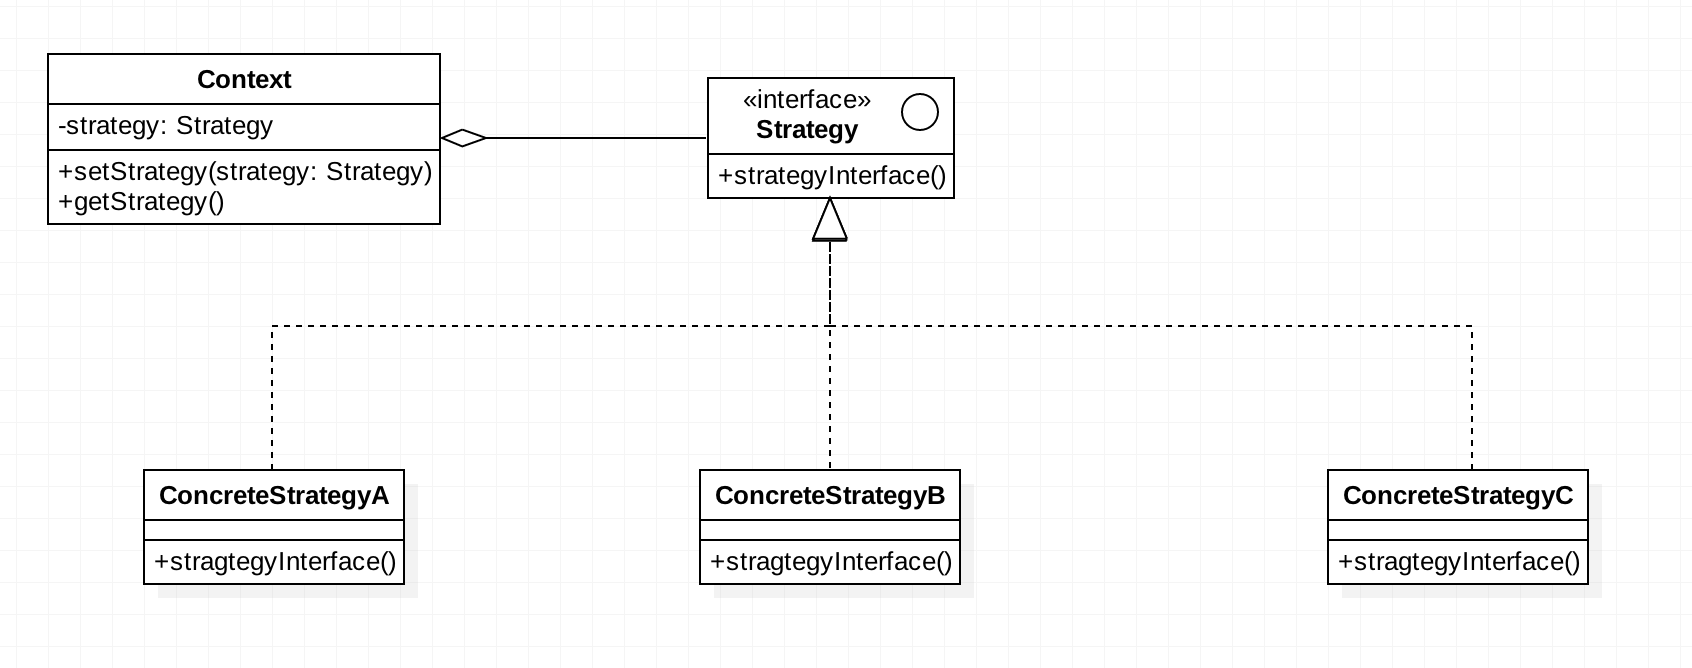 Context
-strategy: Strategy
+setStrategy(strategy: Strategy)
+getStrategy()
«interface»
Strategy
+strategyInterface()
ConcreteStrategyA
+stragtegyInterface()
ConcreteStrategyB
+stragtegyInterface()
ConcreteStrategyC
+stragtegyInterface()